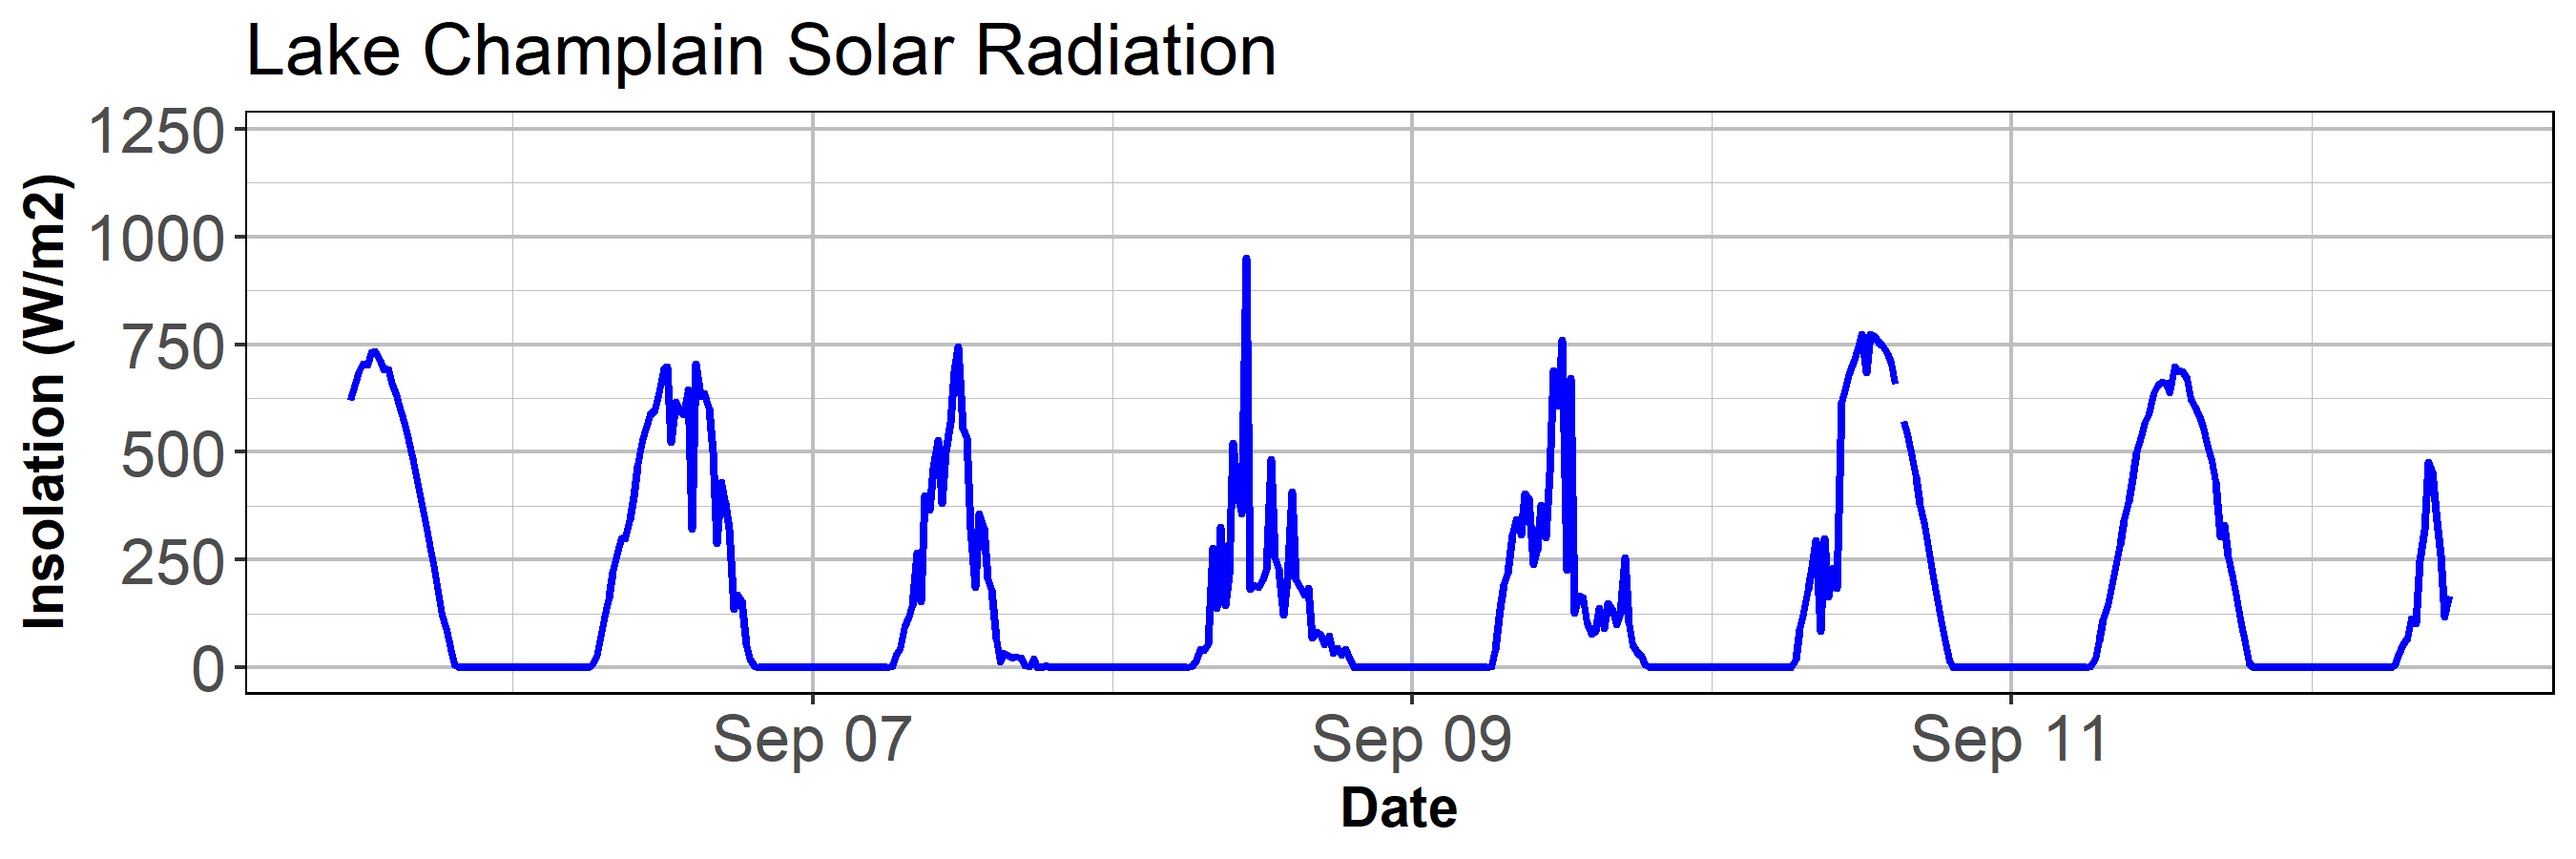 Lake Champlain Solar Radiation
1250
1000
750
500
250
0
Insolation (W/m2)
Sep 07
Sep 09
Sep 11
Date